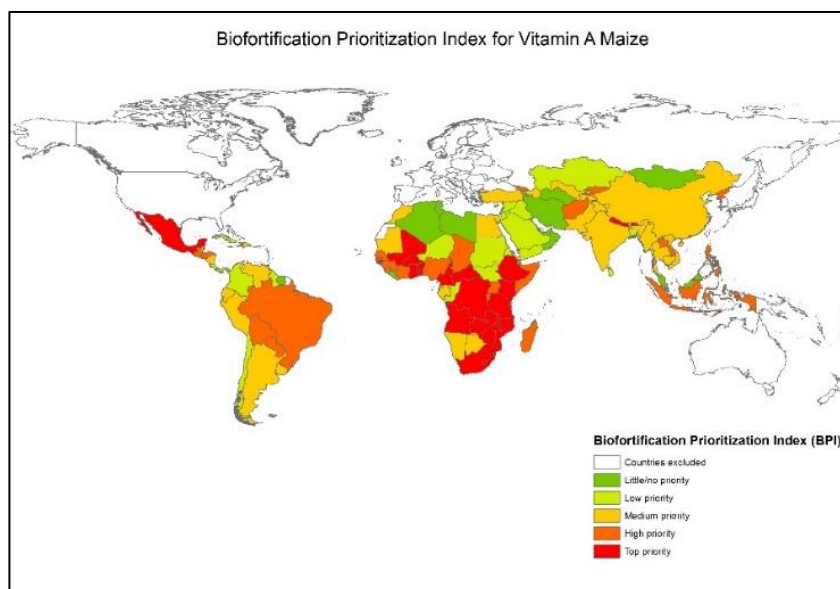 Biofortification Prioritization Index for Vitamin A Maize
Biofortification Prioritization Index (BPI)
Countries excluded
Little/no priority
Low priority
Medium priority
High priority
Top priority